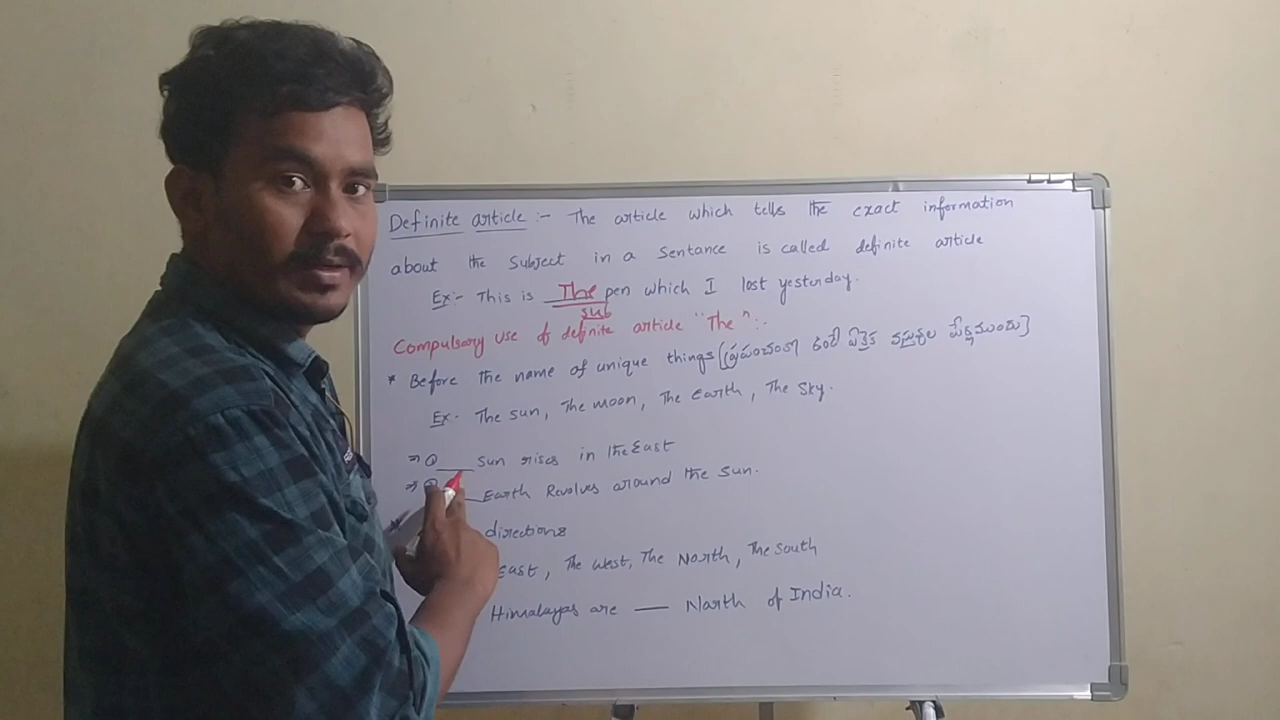 Definite article :- The article which tells the exact information
about the Subject in a Sentance is called definite article
Ex:- This is The pen which I lost yesterday.
sub
Compulsory use of definite article "The":-
* Before the name of unique things (ప్రపంచంలో ఉండే ఏకైక వస్తువుల పేర్లముందు)
Ex:- The Sun, The moon, The Earth, The Sky.
⇒ ① ___ Sun rises in the East
⇒ ② ___ Earth Revolves around the Sun.
directions
East, The West, The North, The South
Himalayas are ___ North of India.